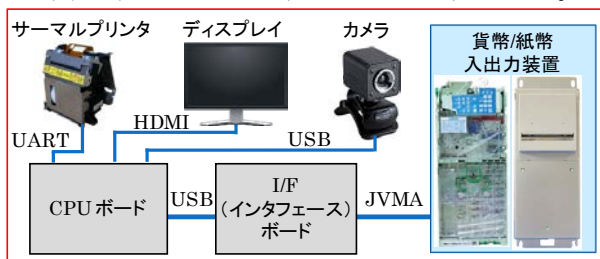 サーマルプリンタ
ディスプレイ
カメラ
貨幣/紙幣
入出力装置
UART
HDMI
USB
CPUボード
USB
I/F
(インタフェース)
ボード
JVMA